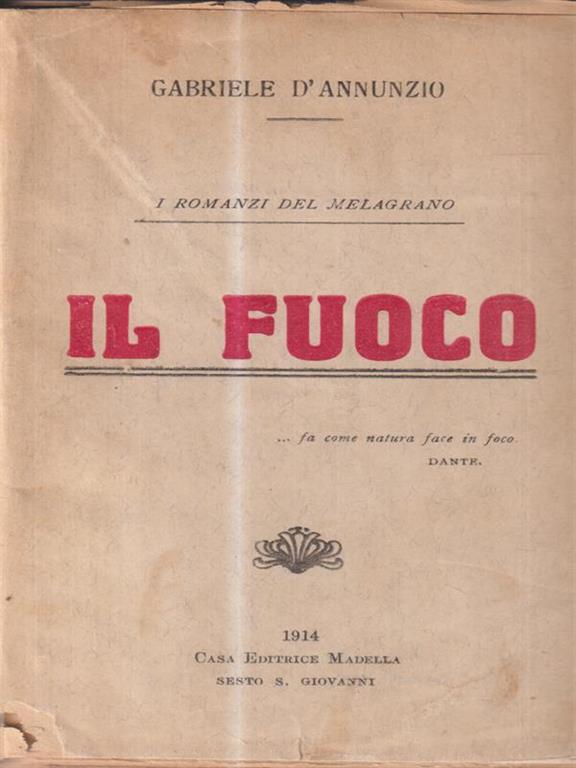 GABRIELE D'ANNUNZIO
I ROMANZI DEL MELAGRANO
IL FUOCO
... fa come natura face in foco.
DANTE.
1914
CASA EDITRICE MADELLA
SESTO S. GIOVANNI